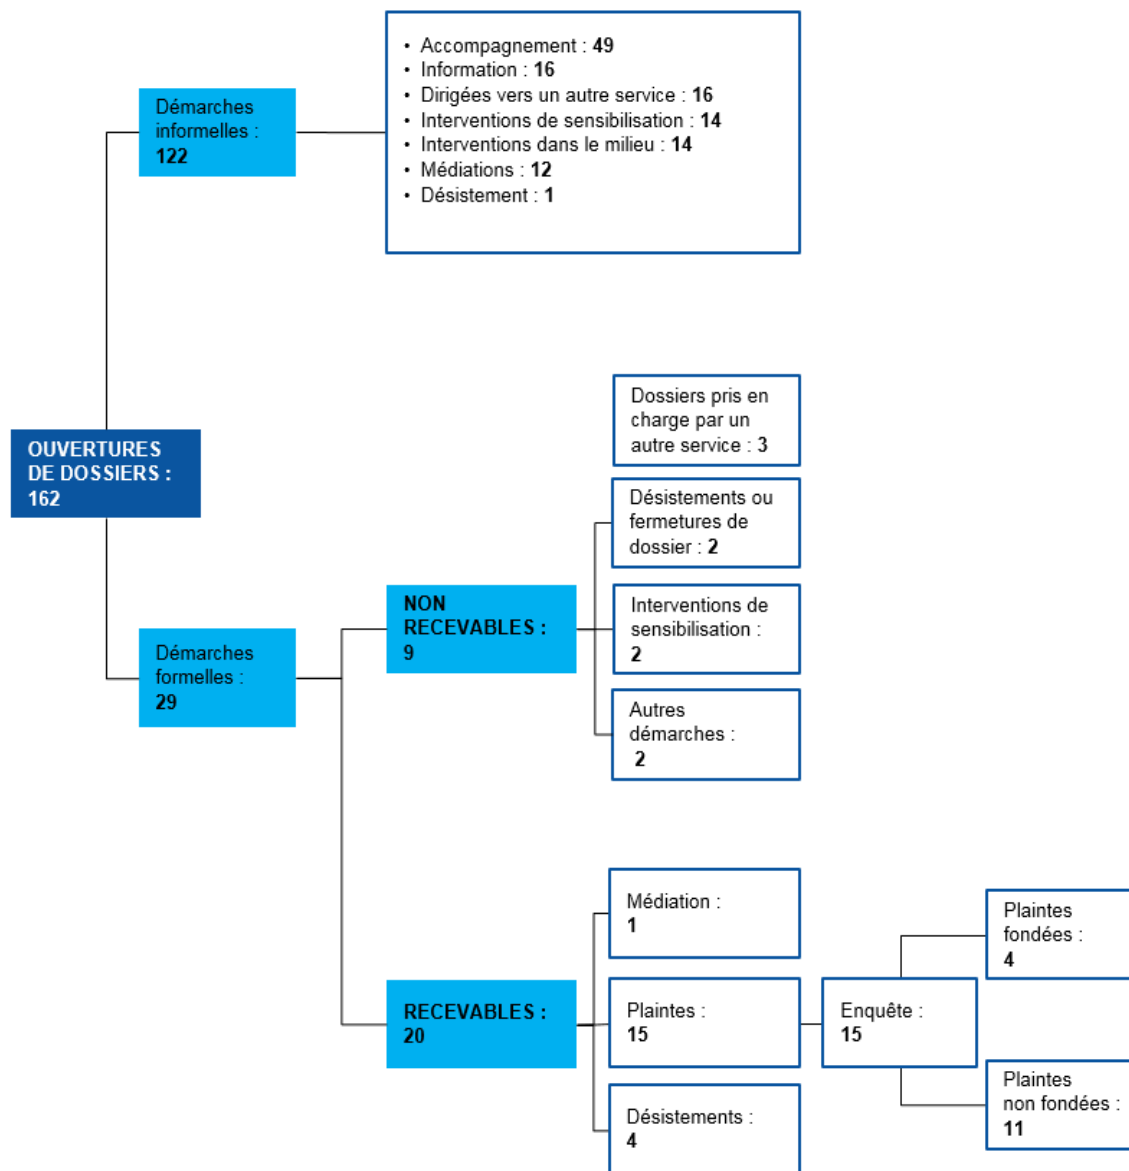 • Accompagnement : 49
• Information : 16
• Dirigées vers un autre service : 16
• Interventions de sensibilisation : 14
• Interventions dans le milieu : 14
• Médiations : 12
• Désistement : 1
Démarches
informelles :
122
OUVERTURES
DE DOSSIERS :
162
Démarches
formelles :
29
NON
RECEVABLES :
9
Dossiers pris en
charge par un
autre service : 3
Désistements ou
fermetures de
dossier : 2
Interventions de
sensibilisation :
2
Autres
démarches :
2
RECEVABLES :
20
Médiation :
1
Plaintes :
15
Désistements :
4
Enquête :
15
Plaintes
fondées :
4
Plaintes
non fondées :
11